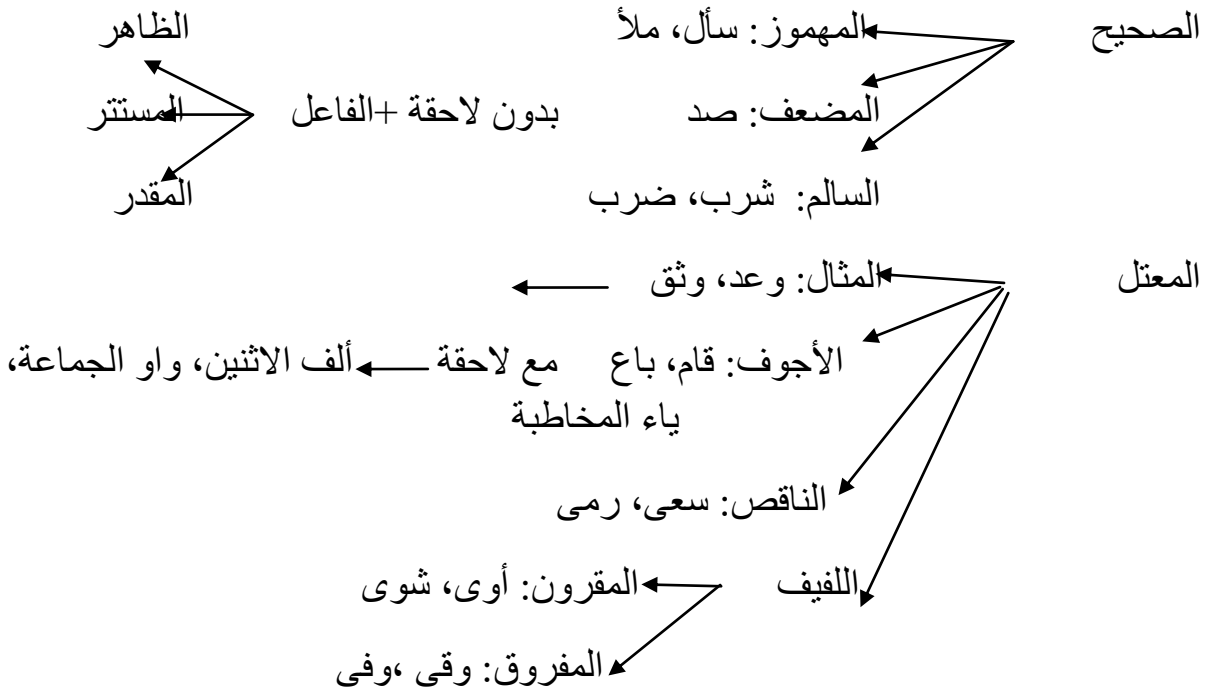 الصحيح المهموز: سأل، ملأ الظاهر
المضعف: صد بدون لاحقة +الفاعل المستتر
السالم: شرب، ضرب المقدر
المعتل المثال: وعد، وثق
الأجوف: قام، باع مع لاحقة ألف الاثنين، واو الجماعة،
ياء المخاطبة
الناقص: سعى، رمى
اللفيف المقرون: أوى، شوى
المفروق: وقى ،وفى